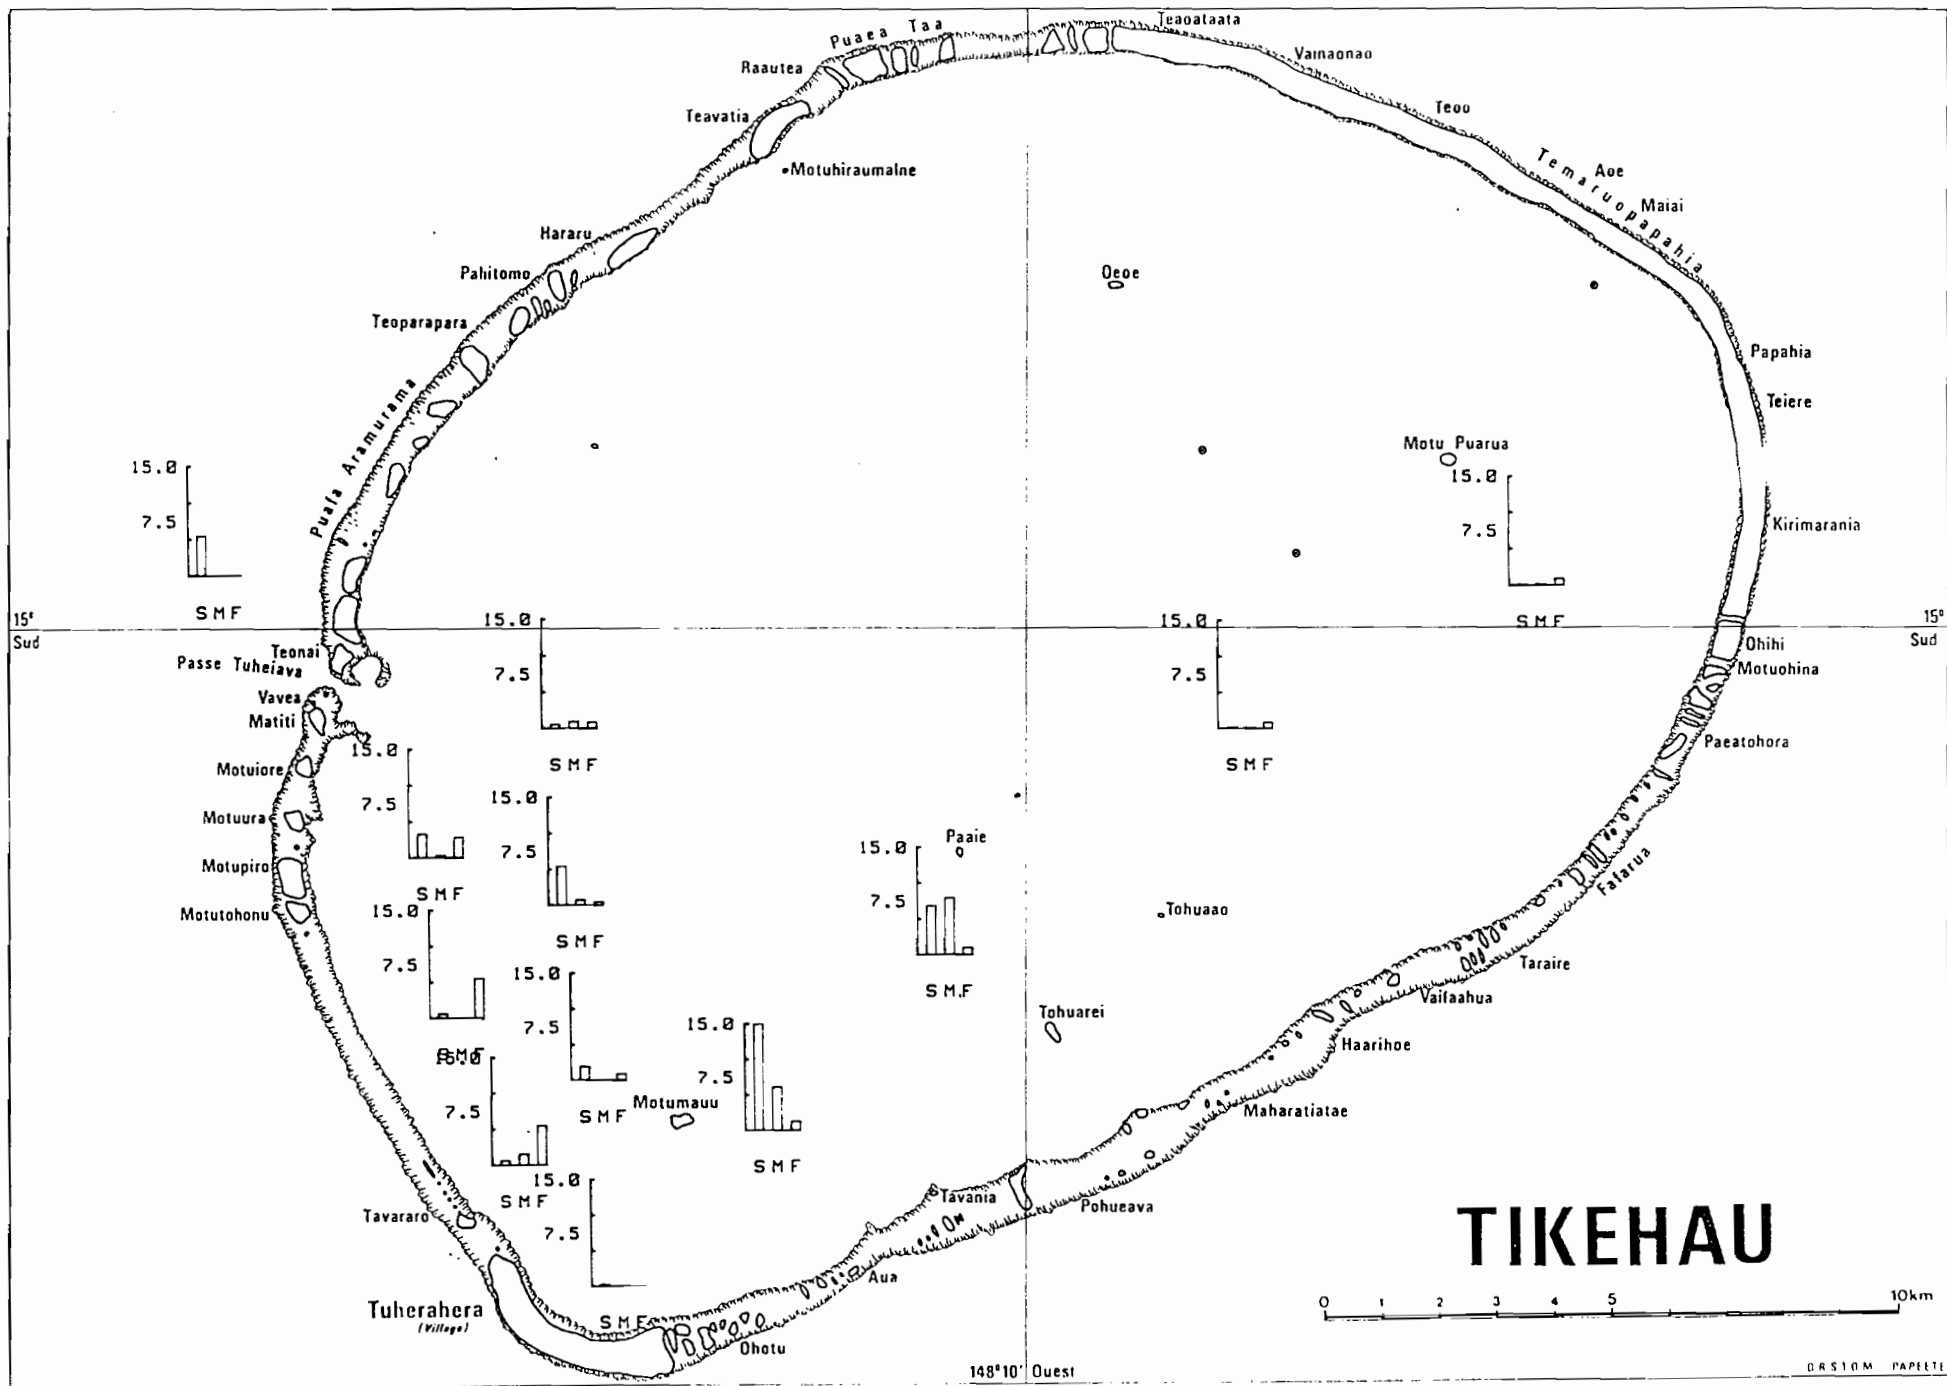 Teaoataata
Puaea Taa
Vainaonao
Raautea
Teavatia
Teoo
Motuhiraumaine
Temaruopapahia
Aoe
Maiai
Hararu
Pahitomo
Oeoe
Teoparapara
Papahia
Teiere
Puafa Aramurama
Motu Puarua
15.0
7.5
SMF
15.0
7.5
SMF
Kirimarania
15°
Sud
15°
Sud
15.0
7.5
SMF
15.0
7.5
SMF
Ohihi
Motuohina
Teonai
Passe Tuheiava
Vavea
Matiti
Paeatohora
Motuiore
15.0
7.5
SMF
15.0
7.5
SMF
Motuura
Motupiro
Motutohonu
Paaie
15.0
7.5
SMF
Fafarua
Tohuaao
15.0
7.5
SMF
Taraire
Vaifaahua
15.0
7.5
SMF
Tohuarei
Haarihoe
15.0
7.5
SMF
15.0
7.5
SMF
Motumauu
Maharatiatae
15.0
7.5
SMF
Tavania
Pohueava
Tavararo
Aua
Tuherahera
(Village)
Ohotu
TIKEHAU
0 1 2 3 4 5 10km
148°10' Ouest
ORSTOM PAPEETE